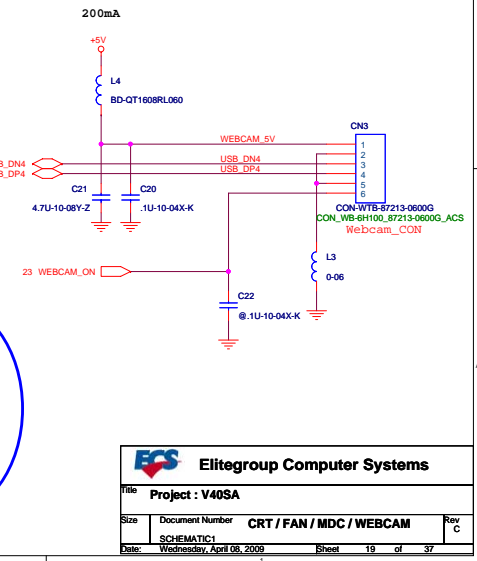 200mA
+5V
L4
BD-QT1608RL060
CN3
WEBCAM_5V
1
2
B_DN4
USB_DN4
3
B_DP4
USB_DP4
4
5
6
C21
C20
4.7U-10-08Y-Z
.1U-10-04X-K
CON-WTB-87213-0600G
CON_WB-6H100_87213-0600G_ACS
Webcam_CON
L3
0-06
23 WEBCAM_ON
C22
@.1U-10-04X-K
ECS Elitegroup Computer Systems
Title Project : V40SA
Size Document Number CRT / FAN / MDC / WEBCAM Rev
C
SCHEMATIC1
Date: Wednesday, April 08, 2009 Sheet 19 of 37